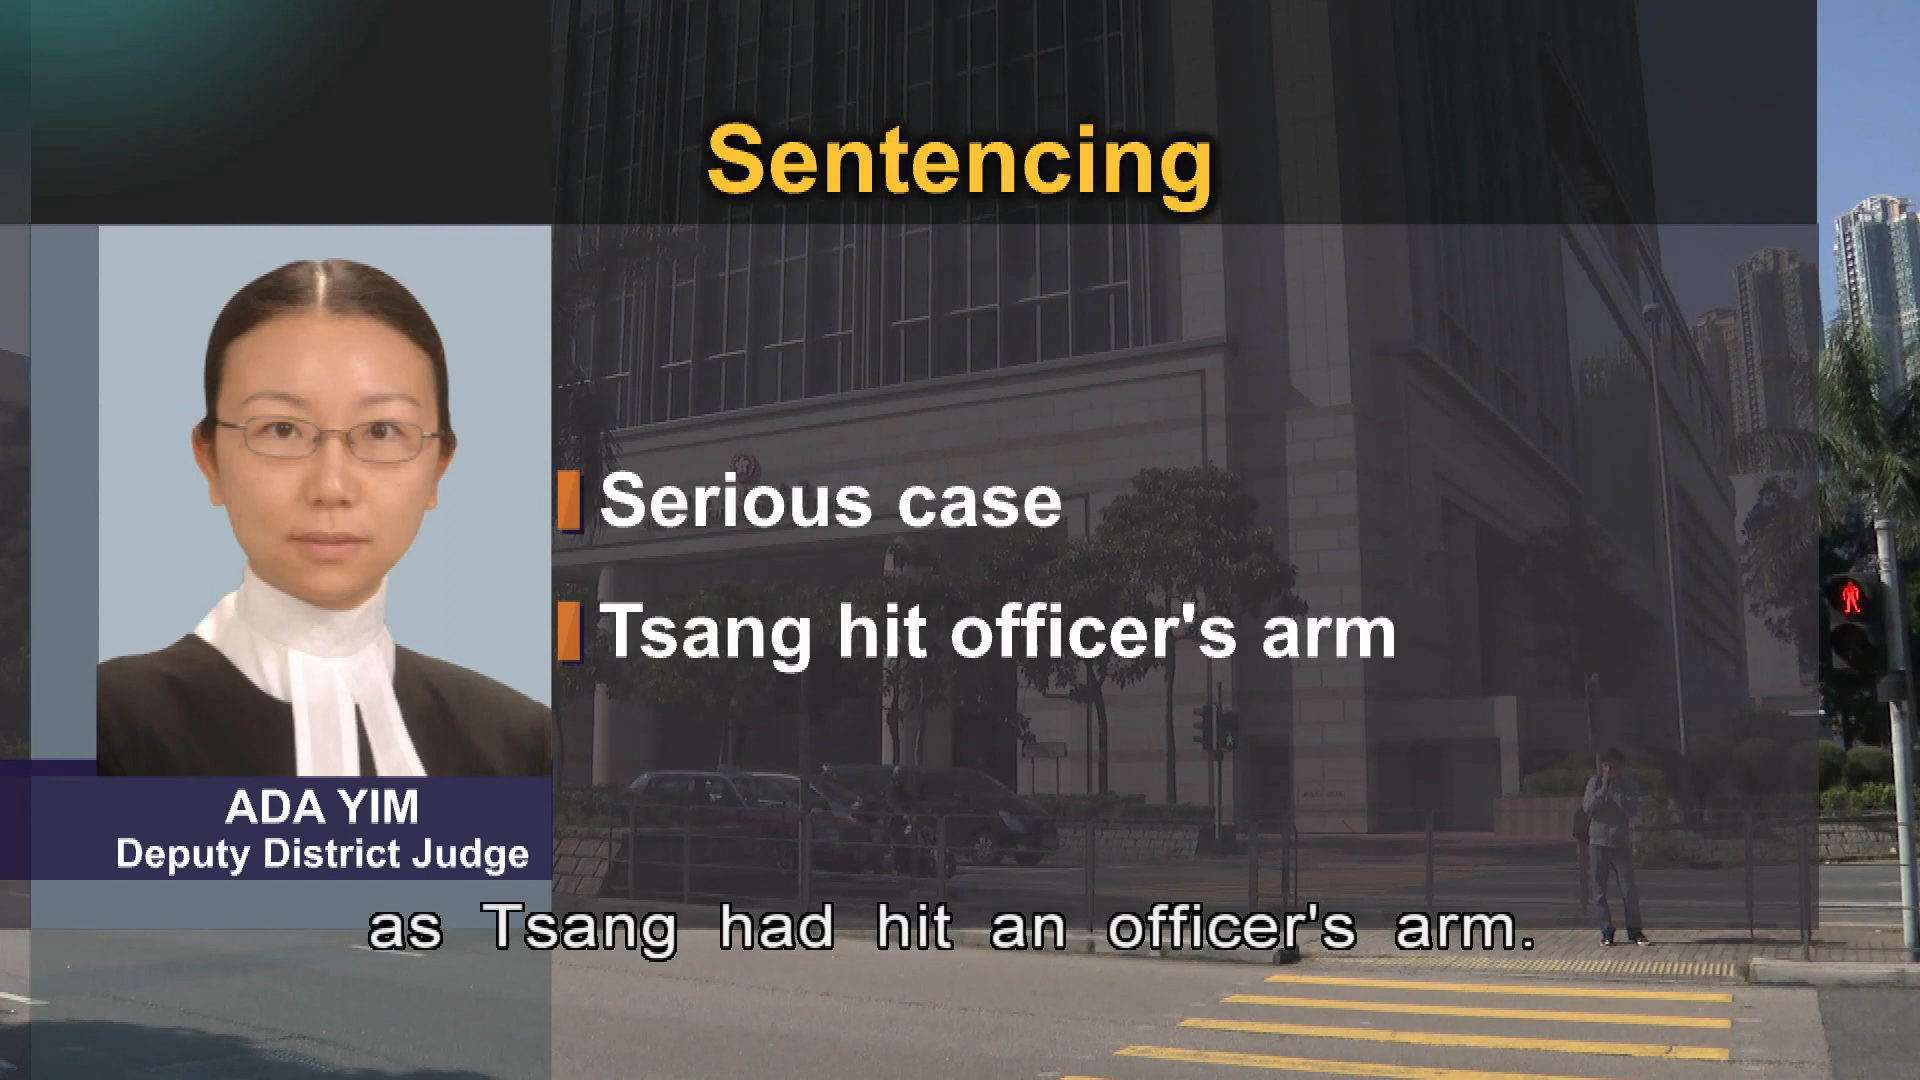 Sentencing
Serious case
Tsang hit officer's arm
ADA YIM
Deputy District Judge
as Tsang had hit an officer's arm.